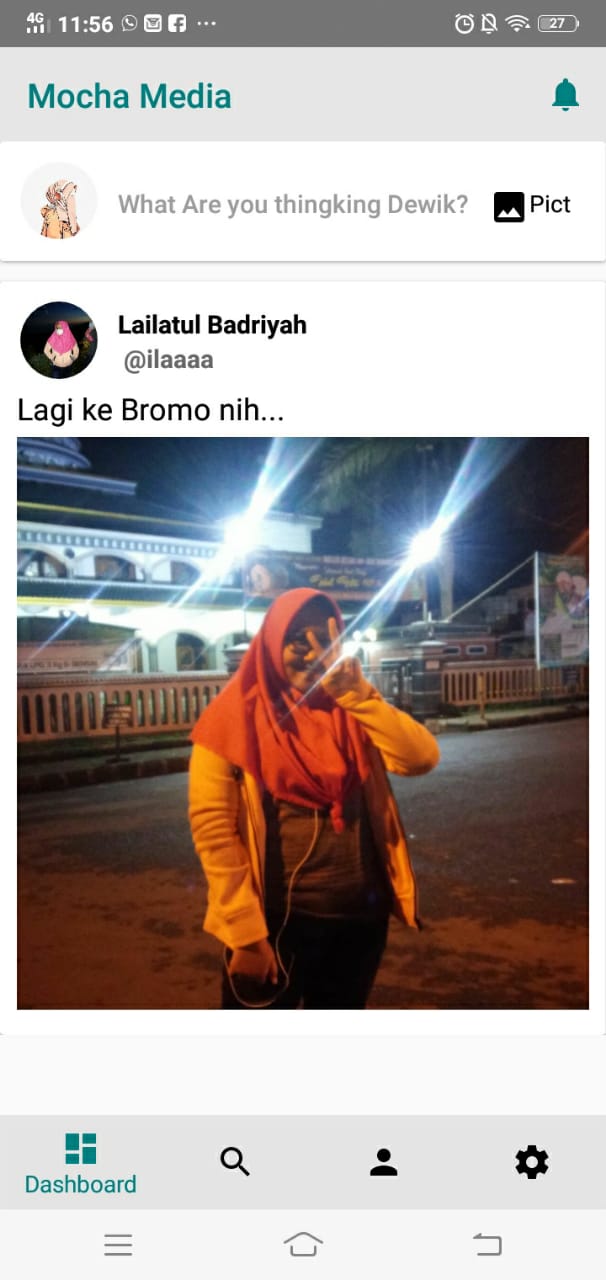 4G 11:56 27
Mocha Media
What Are you thingking Dewik? Pict
Lailatul Badriyah
@ilaaaa
Lagi ke Bromo nih...
Dashboard